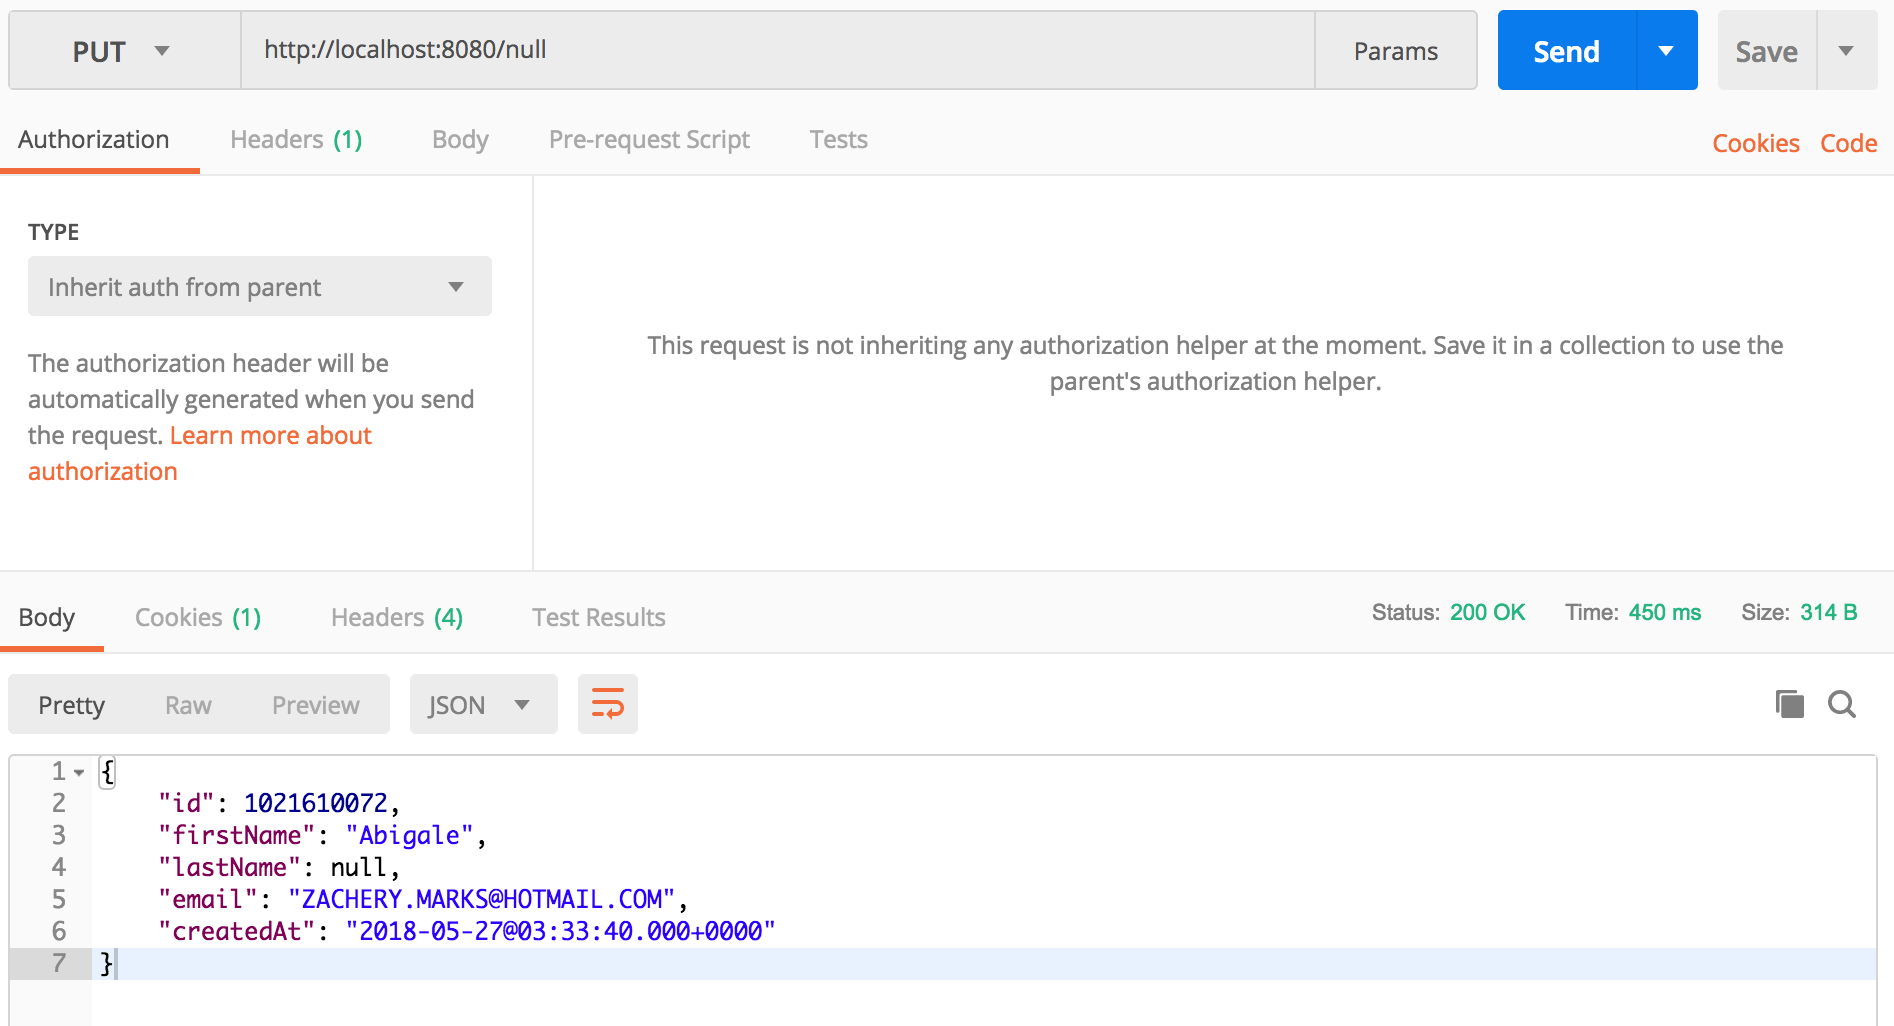 PUT http://localhost:8080/null Params Send Save
Authorization Headers (1) Body Pre-request Script Tests Cookies Code
TYPE
Inherit auth from parent
The authorization header will be
automatically generated when you send
the request. Learn more about
authorization
This request is not inheriting any authorization helper at the moment. Save it in a collection to use the
parent's authorization helper.
Body Cookies (1) Headers (4) Test Results Status: 200 OK Time: 450 ms Size: 314 B
Pretty Raw Preview JSON
1 {
2 "id": 1021610072,
3 "firstName": "Abigale",
4 "lastName": null,
5 "email": "ZACHERY.MARKS@HOTMAIL.COM",
6 "createdAt": "2018-05-27@03:33:40.000+0000"
7 }